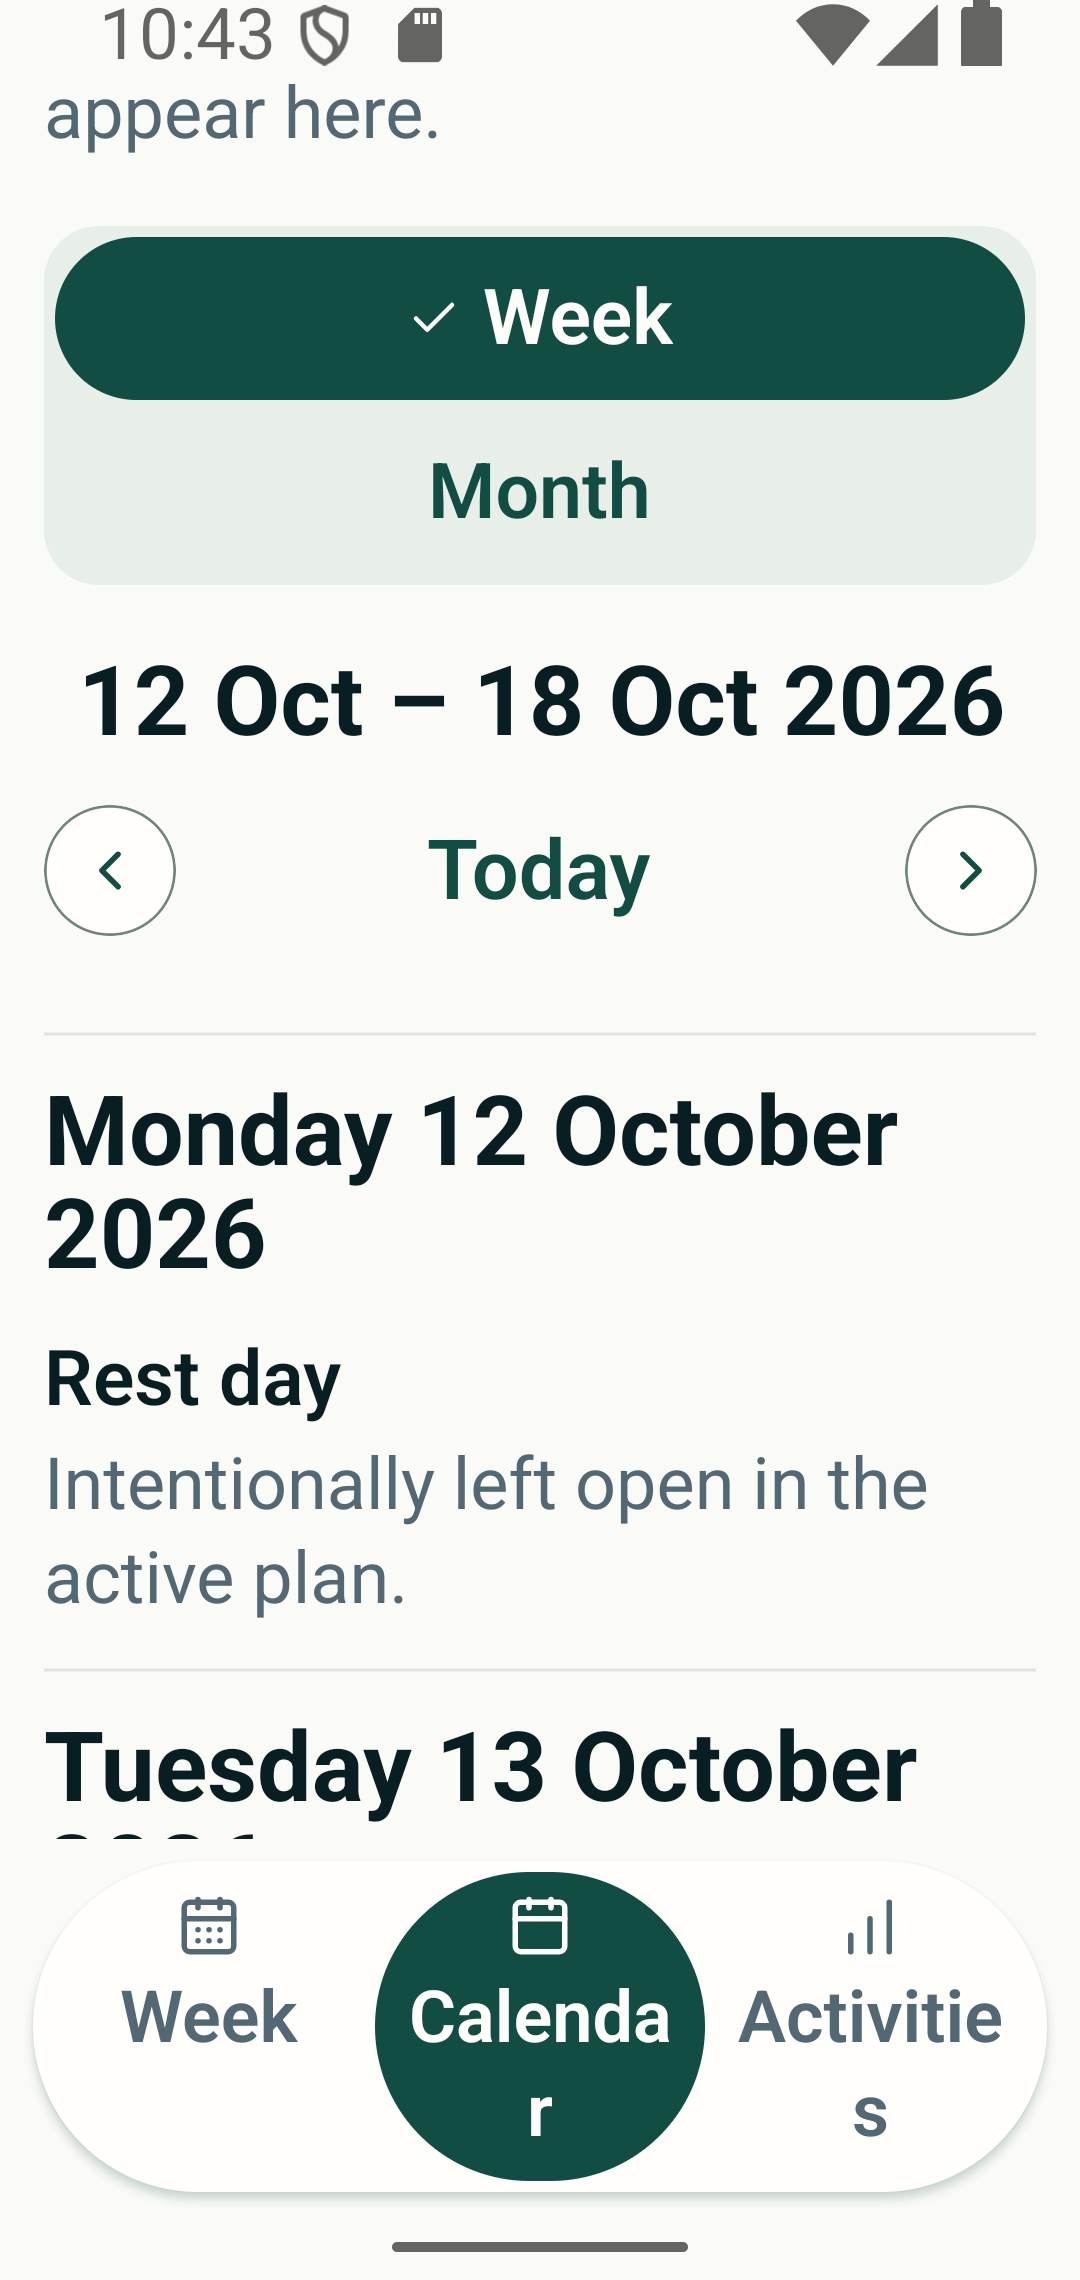 10:43
appear here.
Week
Month
12 Oct – 18 Oct 2026
Today
Monday 12 October
2026
Rest day
Intentionally left open in the
active plan.
Tuesday 13 October
Week
Calenda
r
Activitie
s